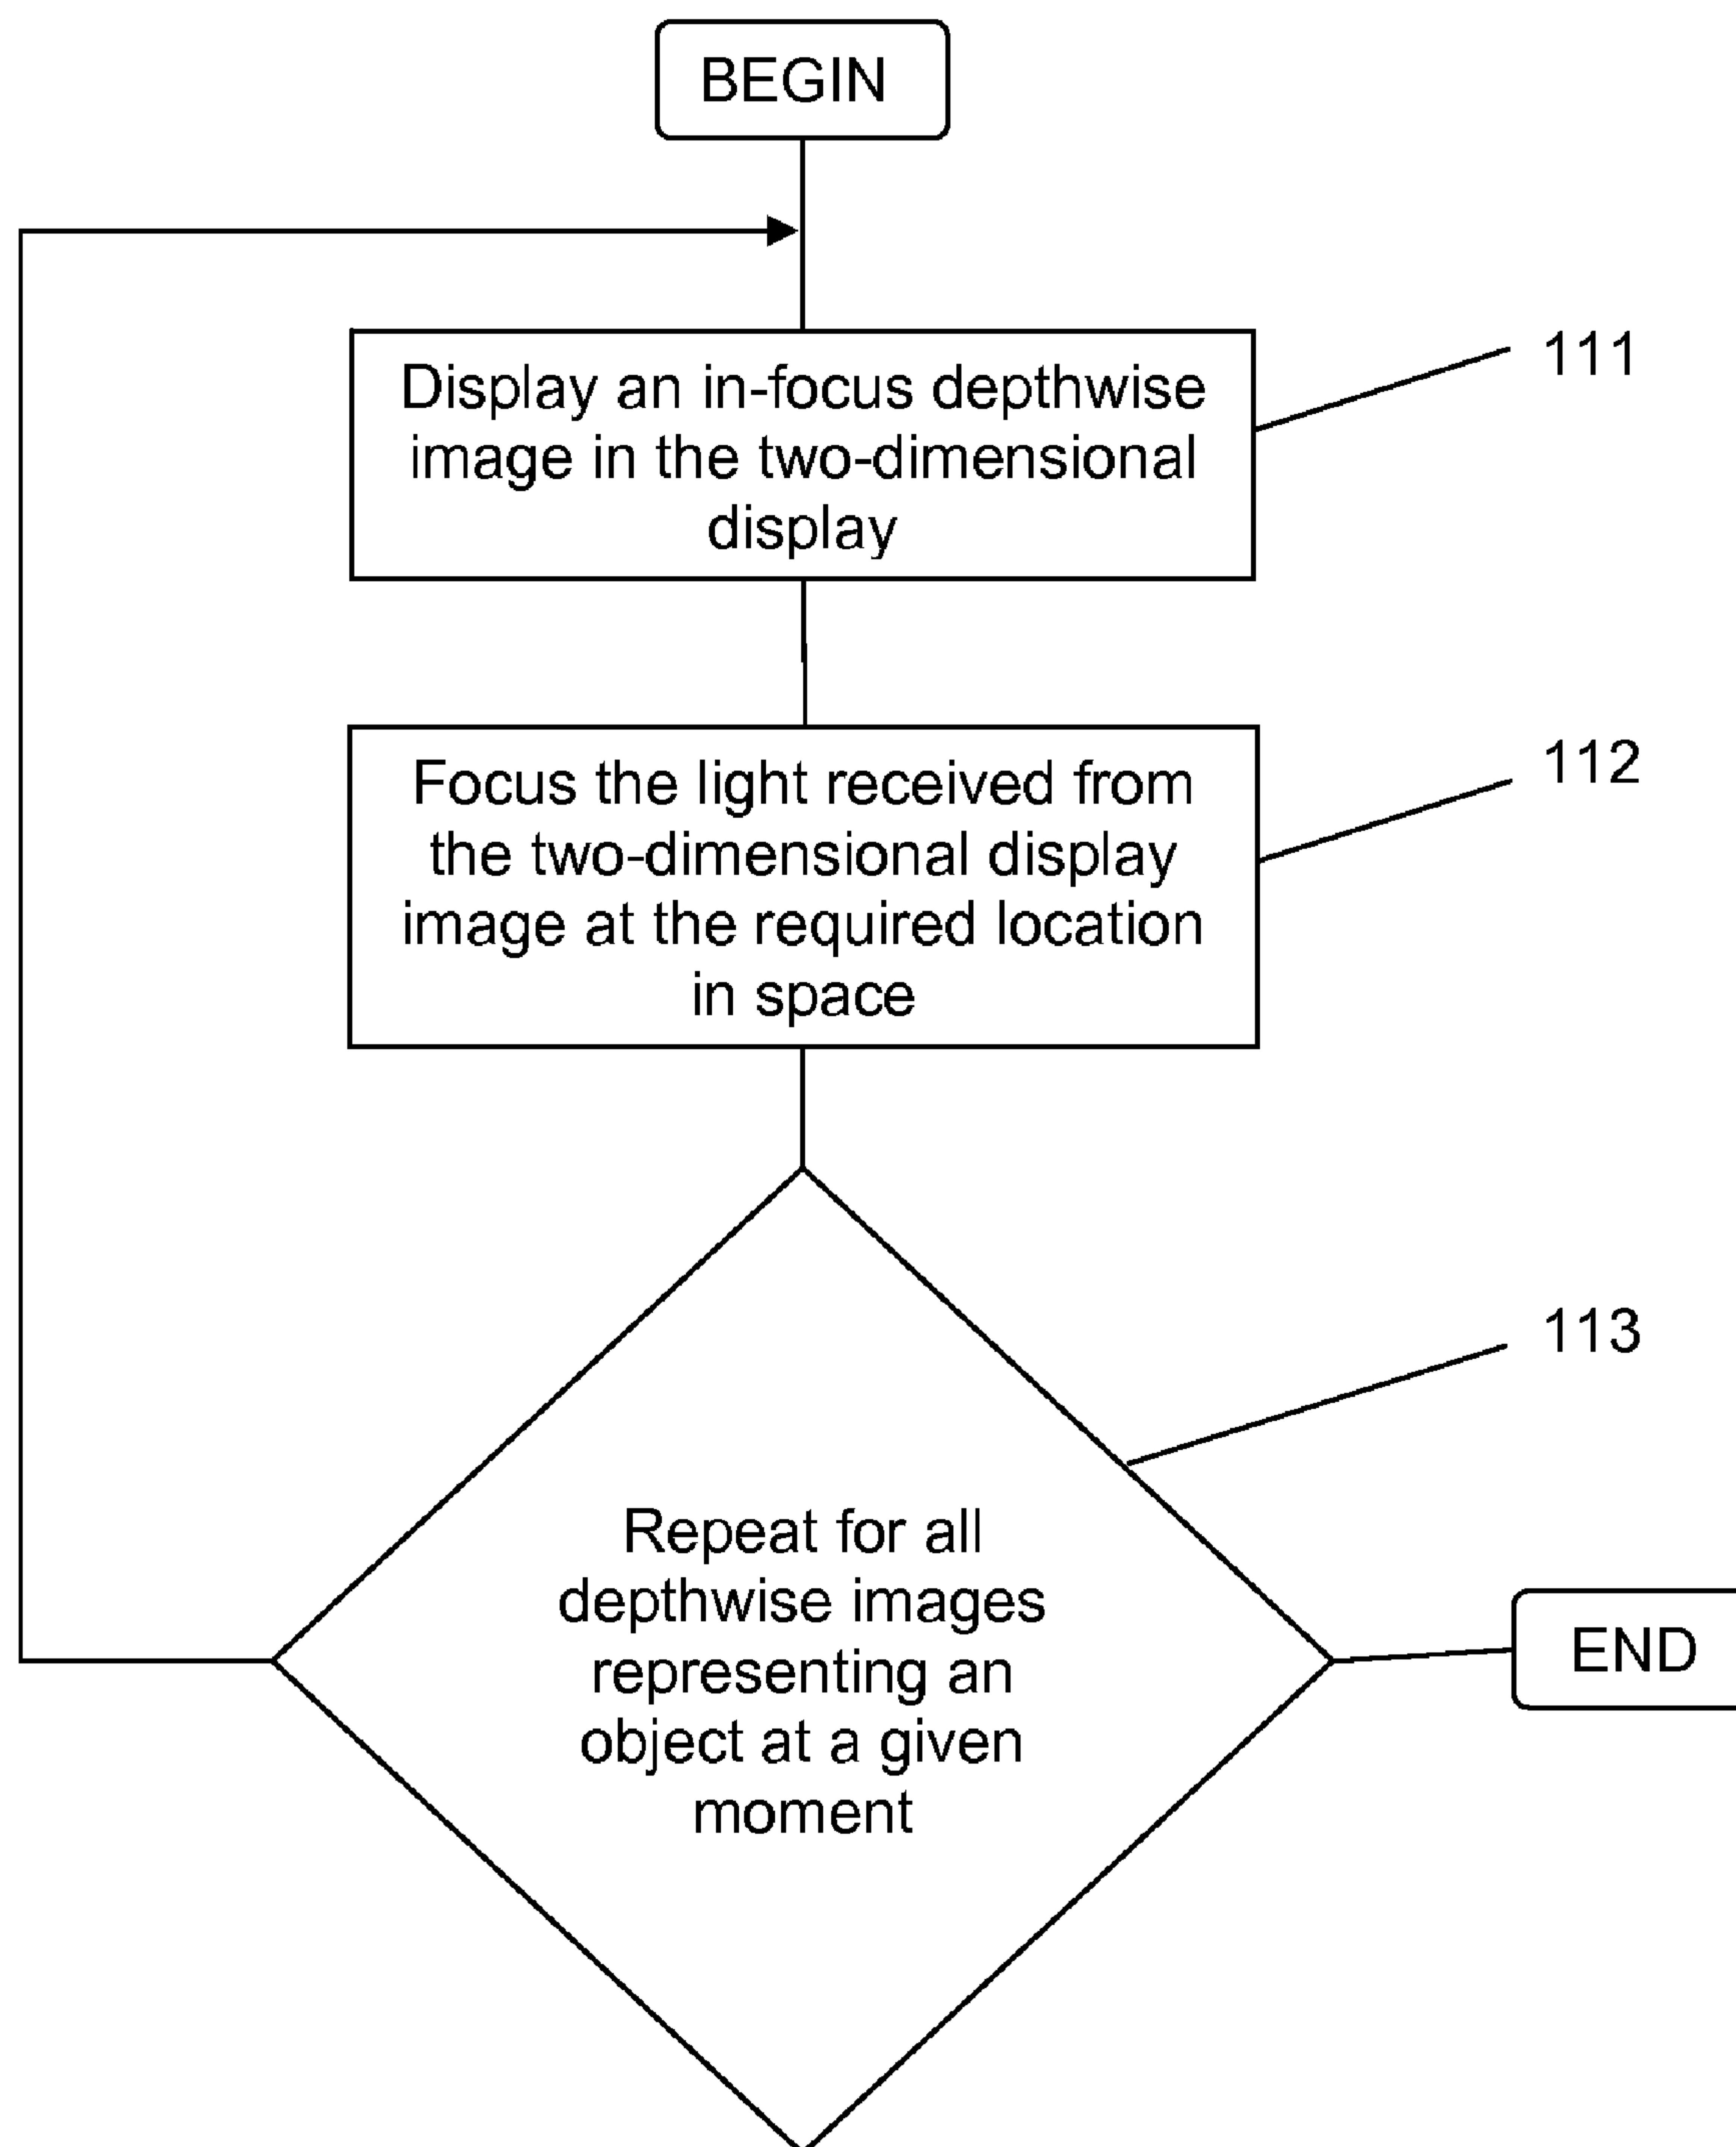 BEGIN
Display an in-focus depthwise
image in the two-dimensional
display
111
Focus the light received from
the two-dimensional display
image at the required location
in space
112
Repeat for all
depthwise images
representing an
object at a given
moment
113
END